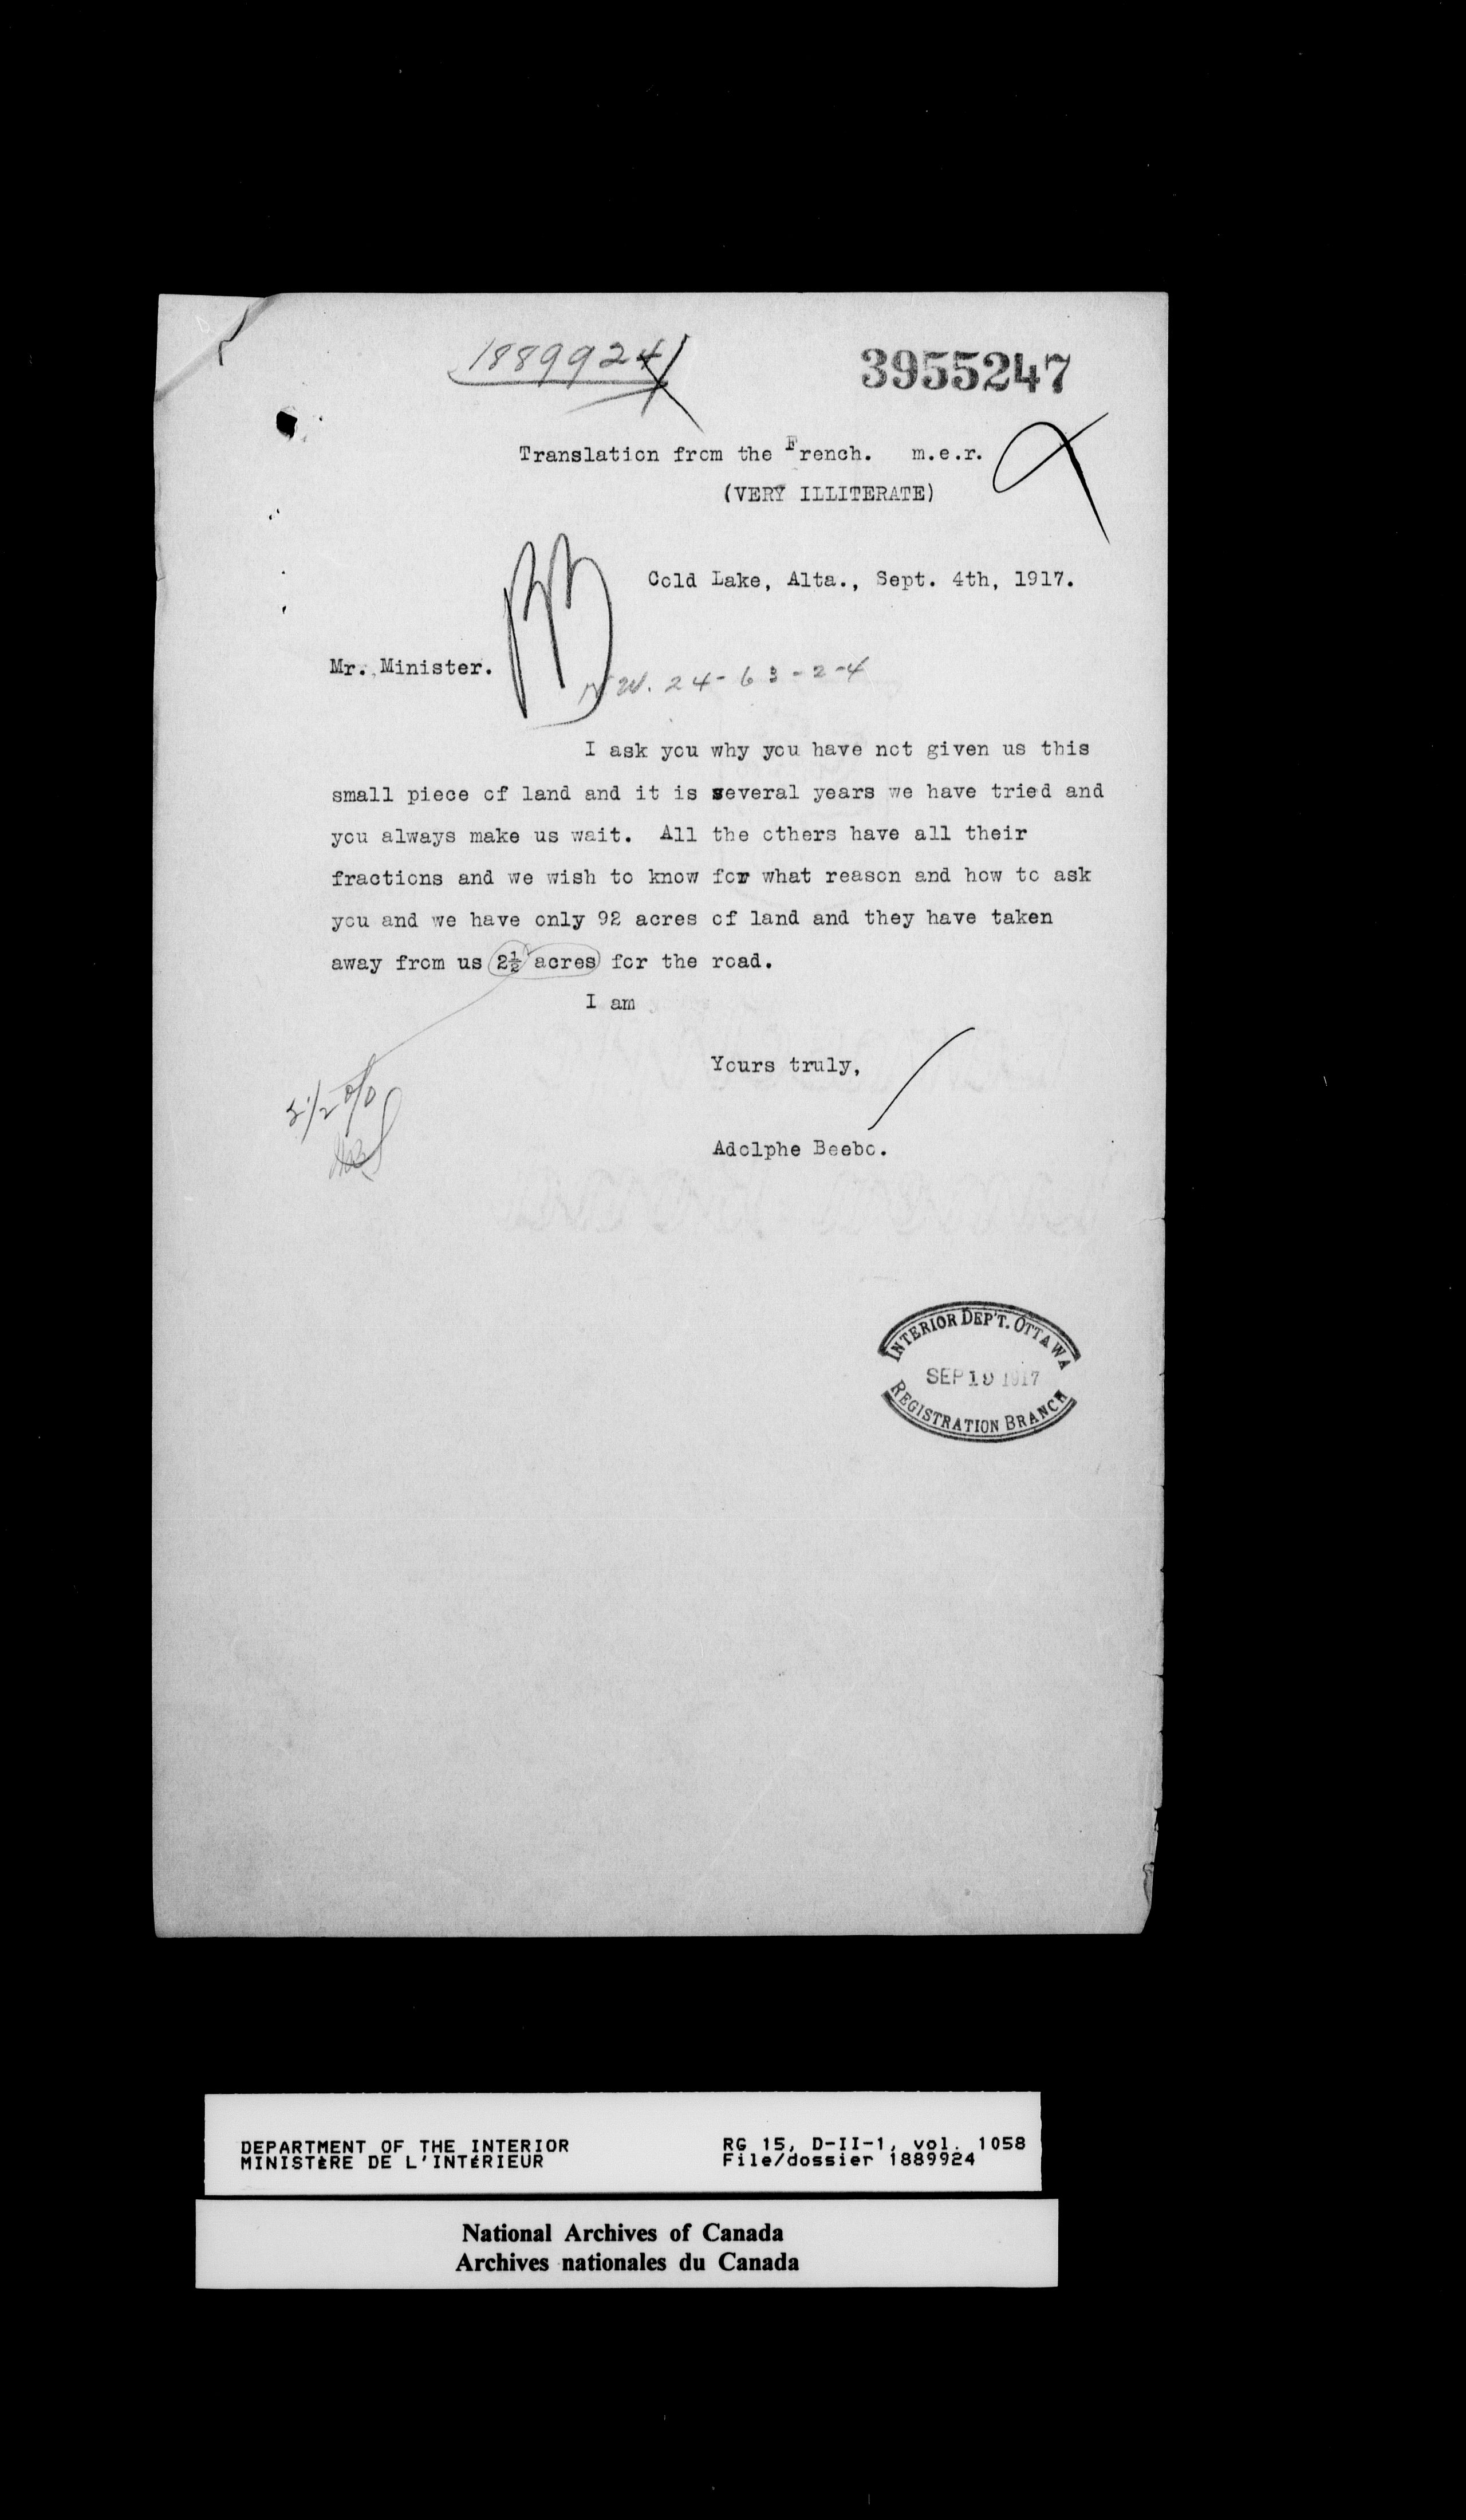 1889924
3955247
Translation from the French. m.e.r.
(VERY ILLITERATE)
Cold Lake, Alta., Sept. 4th, 1917.
Mr. Minister.
N W. 24-63-2-4
I ask you why you have not given us this
small piece of land and it is several years we have tried and
you always make us wait. All the others have all their
fractions and we wish to know for what reason and how to ask
you and we have only 92 acres of land and they have taken
away from us 2½ acres for the road.
I am
Yours truly,
Adolphe Beebo.
INTERIOR DEP'T. OTTAWA
SEP 19 1917
REGISTRATION BRANCH
DEPARTMENT OF THE INTERIOR
MINISTÈRE DE L'INTÉRIEUR
RG 15, D-II-1, vol. 1058
File/dossier 1889924
National Archives of Canada
Archives nationales du Canada